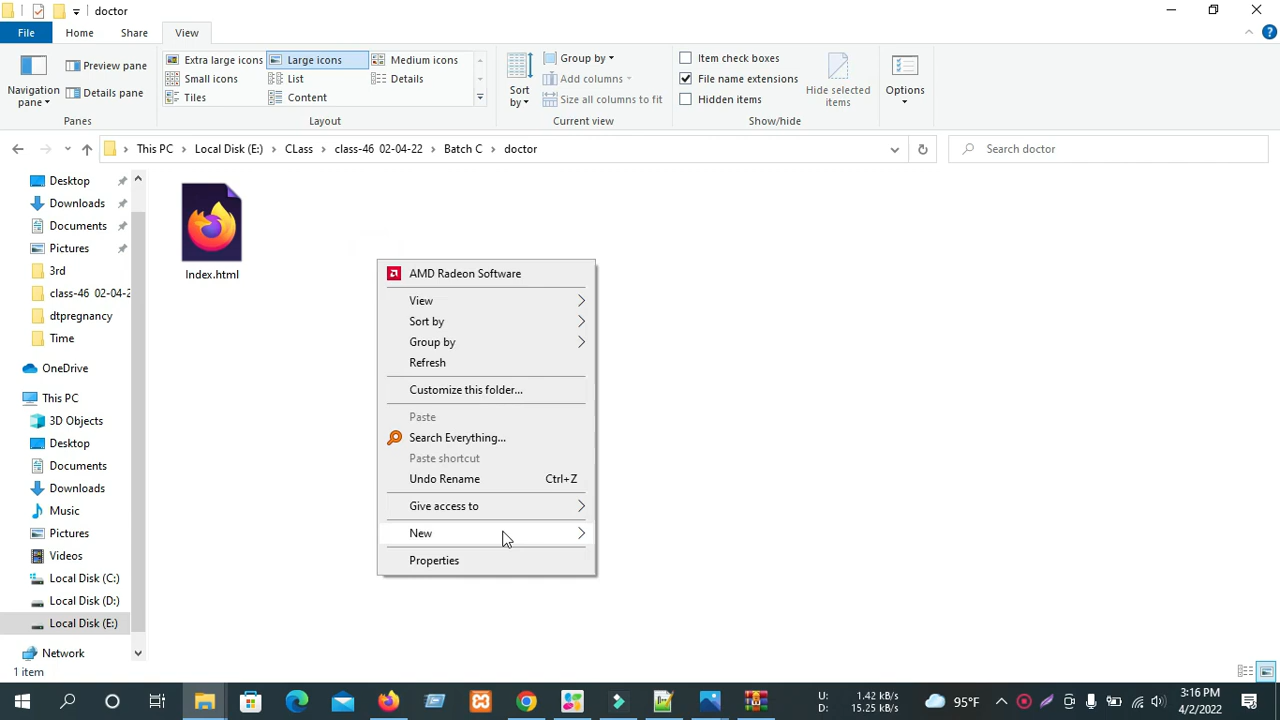 doctor
File Home Share View
Navigation pane
Preview pane
Details pane
Panes
Extra large icons Large icons Medium icons
Small icons List Details
Tiles Content
Layout
Sort by
Group by
Add columns
Size all columns to fit
Current view
Item check boxes
File name extensions
Hidden items
Hide selected items
Show/hide
Options
This PC Local Disk (E:) CLass class-46 02-04-22 Batch C doctor
Search doctor
Desktop
Downloads
Documents
Pictures
3rd
class-46 02-04-2
dtpregnancy
Time
OneDrive
This PC
3D Objects
Desktop
Documents
Downloads
Music
Pictures
Videos
Local Disk (C:)
Local Disk (D:)
Local Disk (E:)
Network
Index.html
AMD Radeon Software
View
Sort by
Group by
Refresh
Customize this folder...
Paste
Search Everything...
Paste shortcut
Undo Rename Ctrl+Z
Give access to
New
Properties
1 item
U: 1.42 kB/s
D: 15.25 kB/s
95°F
3:16 PM
4/2/2022